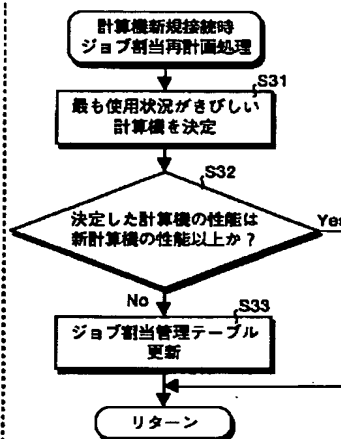 計算機新規接続時
ジョブ割当再計画処理
S31
最も使用状況がきびしい
計算機を決定
S32
決定した計算機の性能は
新計算機の性能以上か?
Yes
No
S33
ジョブ割当管理テーブル
更新
リターン